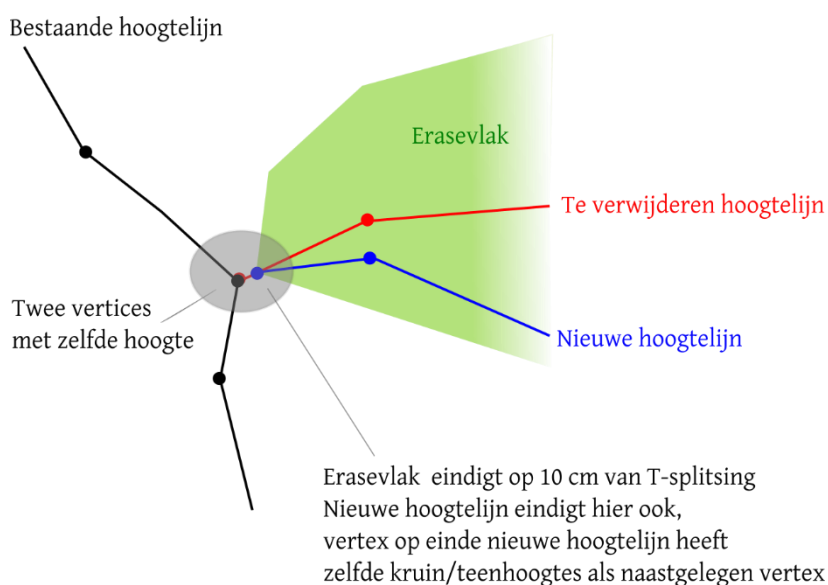 Bestaande hoogtelijn
Erasevlak
Te verwijderen hoogtelijn
Twee vertices
met zelfde hoogte
Nieuwe hoogtelijn
Erasevlak eindigt op 10 cm van T-splitsing
Nieuwe hoogtelijn eindigt hier ook,
vertex op einde nieuwe hoogtelijn heeft
zelfde kruin/teenhoogtes als naastgelegen vertex